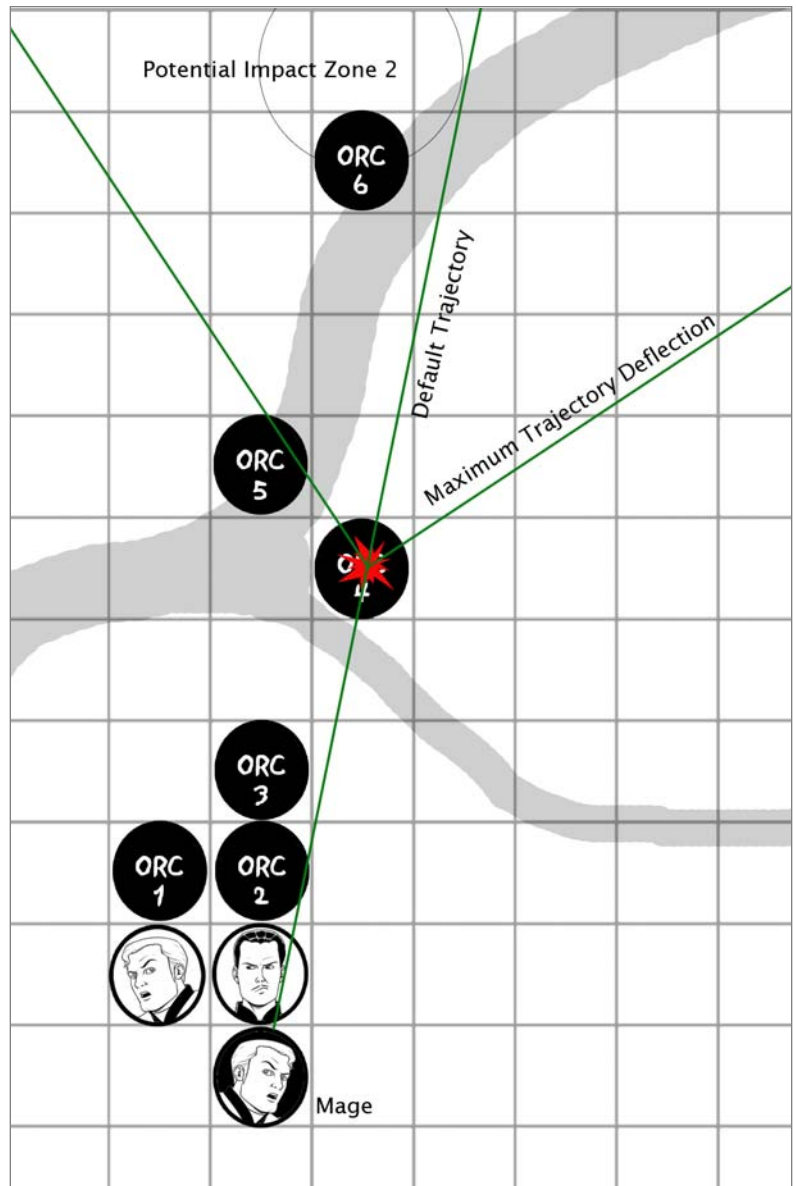 Potential Impact Zone 2
ORC
6
Default Trajectory
Maximum Trajectory Deflection
ORC
5
ORC
3
ORC
1
ORC
2
Mage